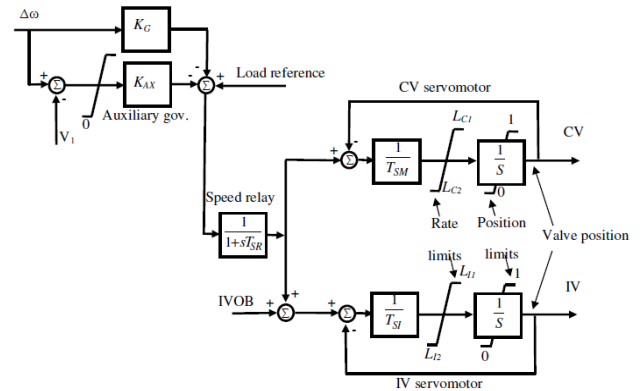 Δω
K_G
+
-
Σ
-
-
Σ
+
Load reference
K_AX
0
Auxiliary gov.
V_1
CV servomotor
-
+
Σ
1
T_SM
L_C1
L_C2
1
1
S
0
CV
Speed relay
1
1+sT_SR
Rate
Position
Valve position
limits
limits
IVOB
+
+
Σ
+
Σ
-
1
T_SI
L_I1
L_I2
1
1
S
0
IV
IV servomotor